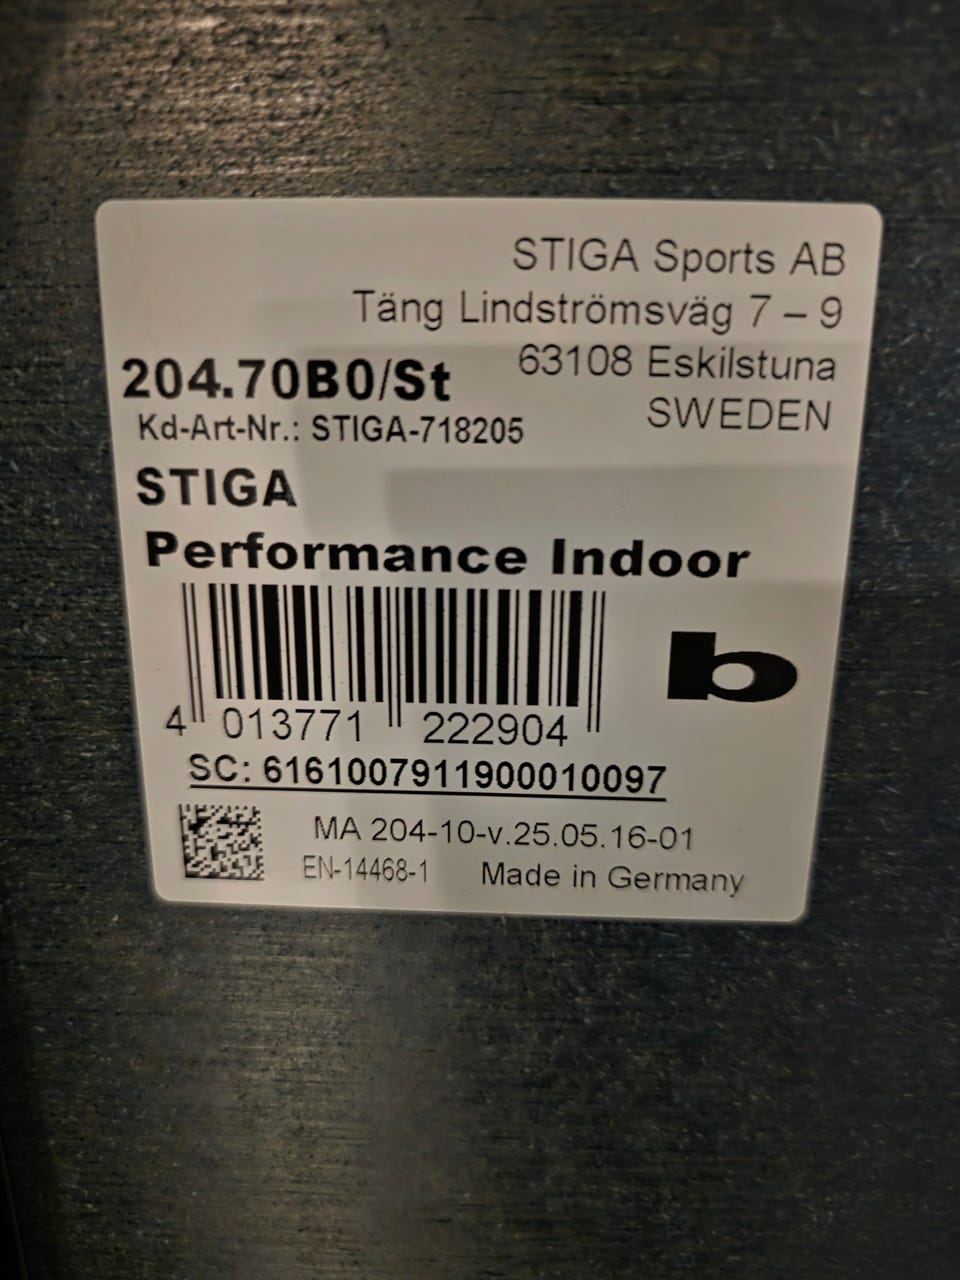 STIGA Sports AB
Täng Lindströmsväg 7 – 9
63108 Eskilstuna
SWEDEN
204.70B0/St
Kd-Art-Nr.: STIGA-718205
STIGA
Performance Indoor
b
4 013771 222904
SC: 6161007911900010097
MA 204-10-v.25.05.16-01
EN-14468-1 Made in Germany